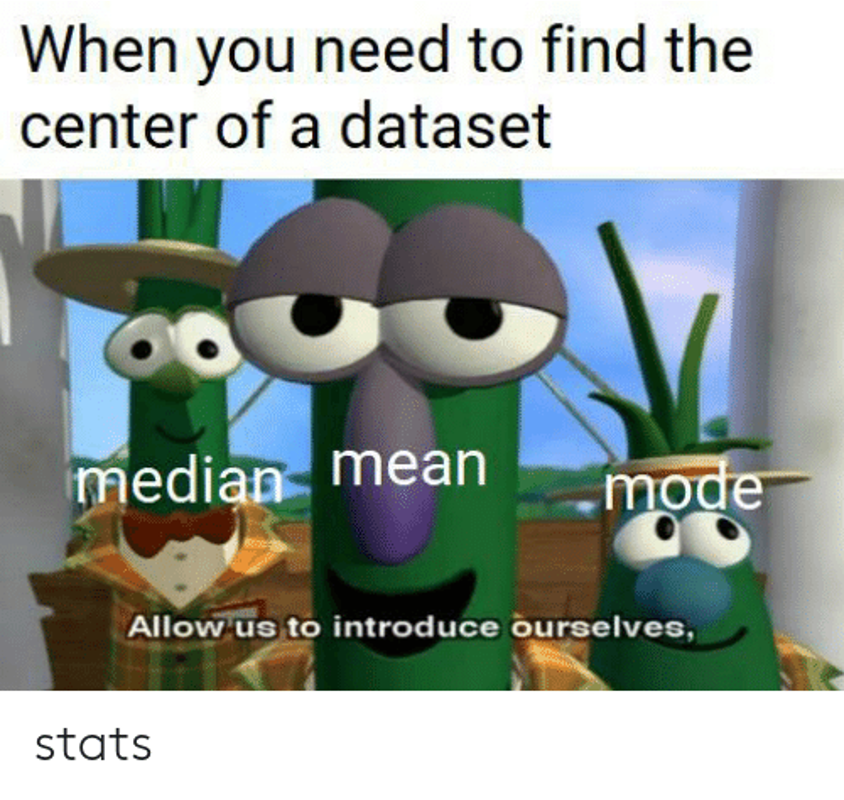 When you need to find the
center of a dataset
median mean mode
Allow us to introduce ourselves,
stats